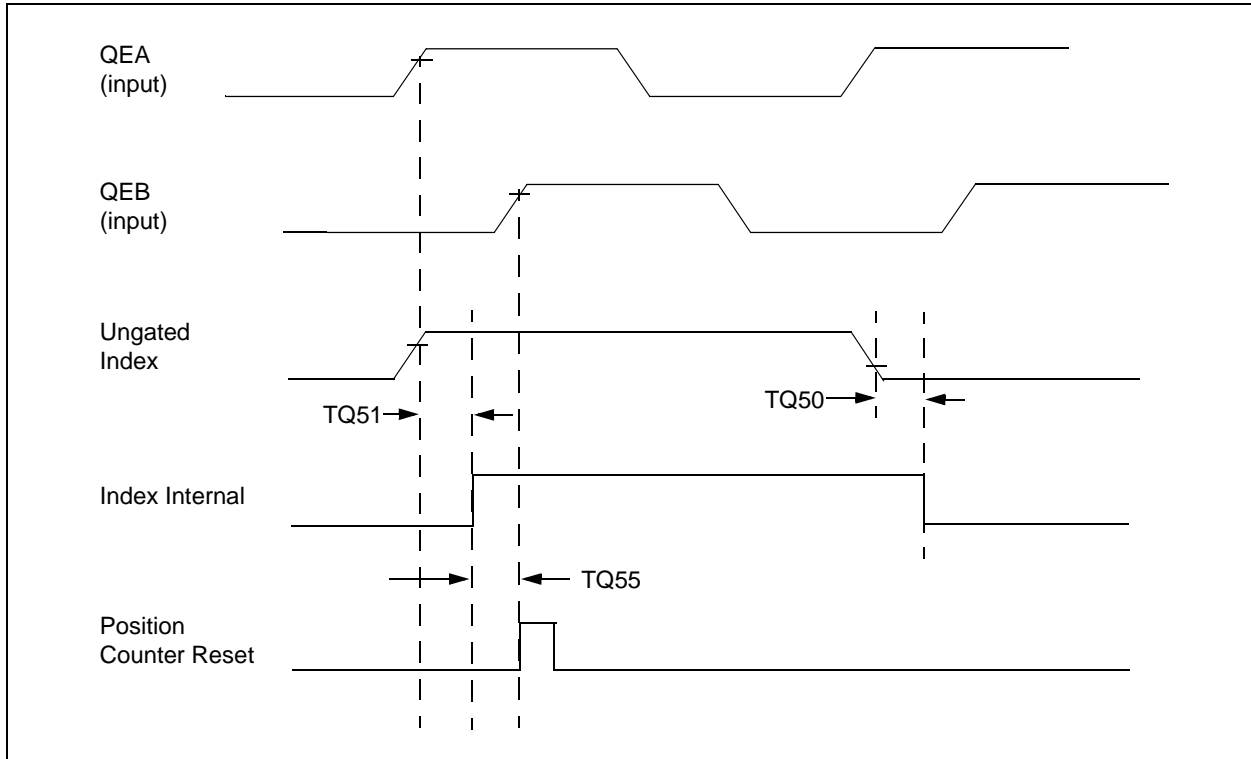 QEA
(input)
QEB
(input)
Ungated
Index
TQ51
TQ50
Index Internal
TQ55
Position
Counter Reset